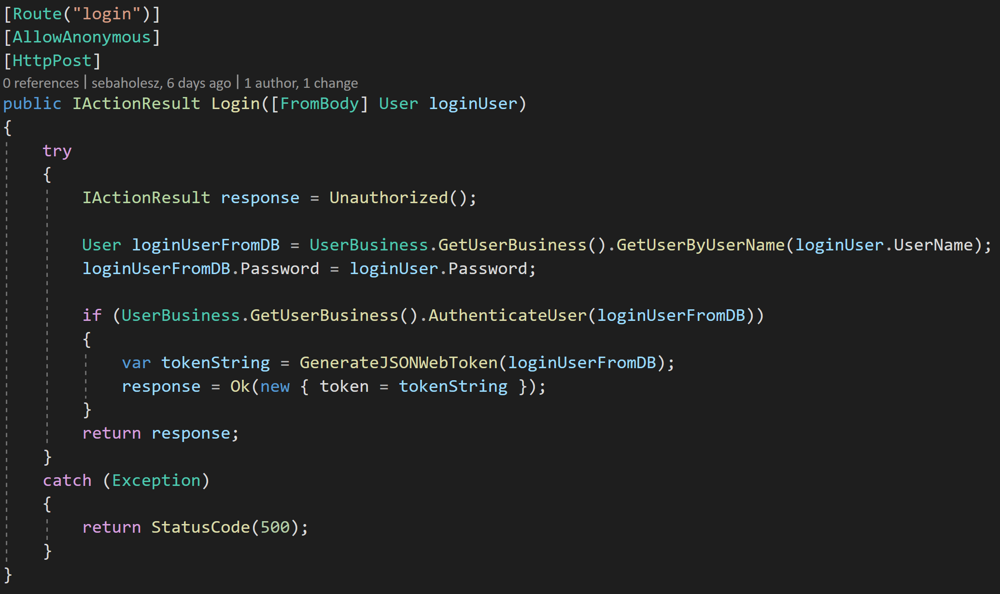 [Route("login")]
[AllowAnonymous]
[HttpPost]
0 references | sebaholesz, 6 days ago | 1 author, 1 change
public IActionResult Login([FromBody] User loginUser)
{
    try
    {
        IActionResult response = Unauthorized();

        User loginUserFromDB = UserBusiness.GetUserBusiness().GetUserByUserName(loginUser.UserName);
        loginUserFromDB.Password = loginUser.Password;

        if (UserBusiness.GetUserBusiness().AuthenticateUser(loginUserFromDB))
        {
            var tokenString = GenerateJSONWebToken(loginUserFromDB);
            response = Ok(new { token = tokenString });
        }
        return response;
    }
    catch (Exception)
    {
        return StatusCode(500);
    }
}